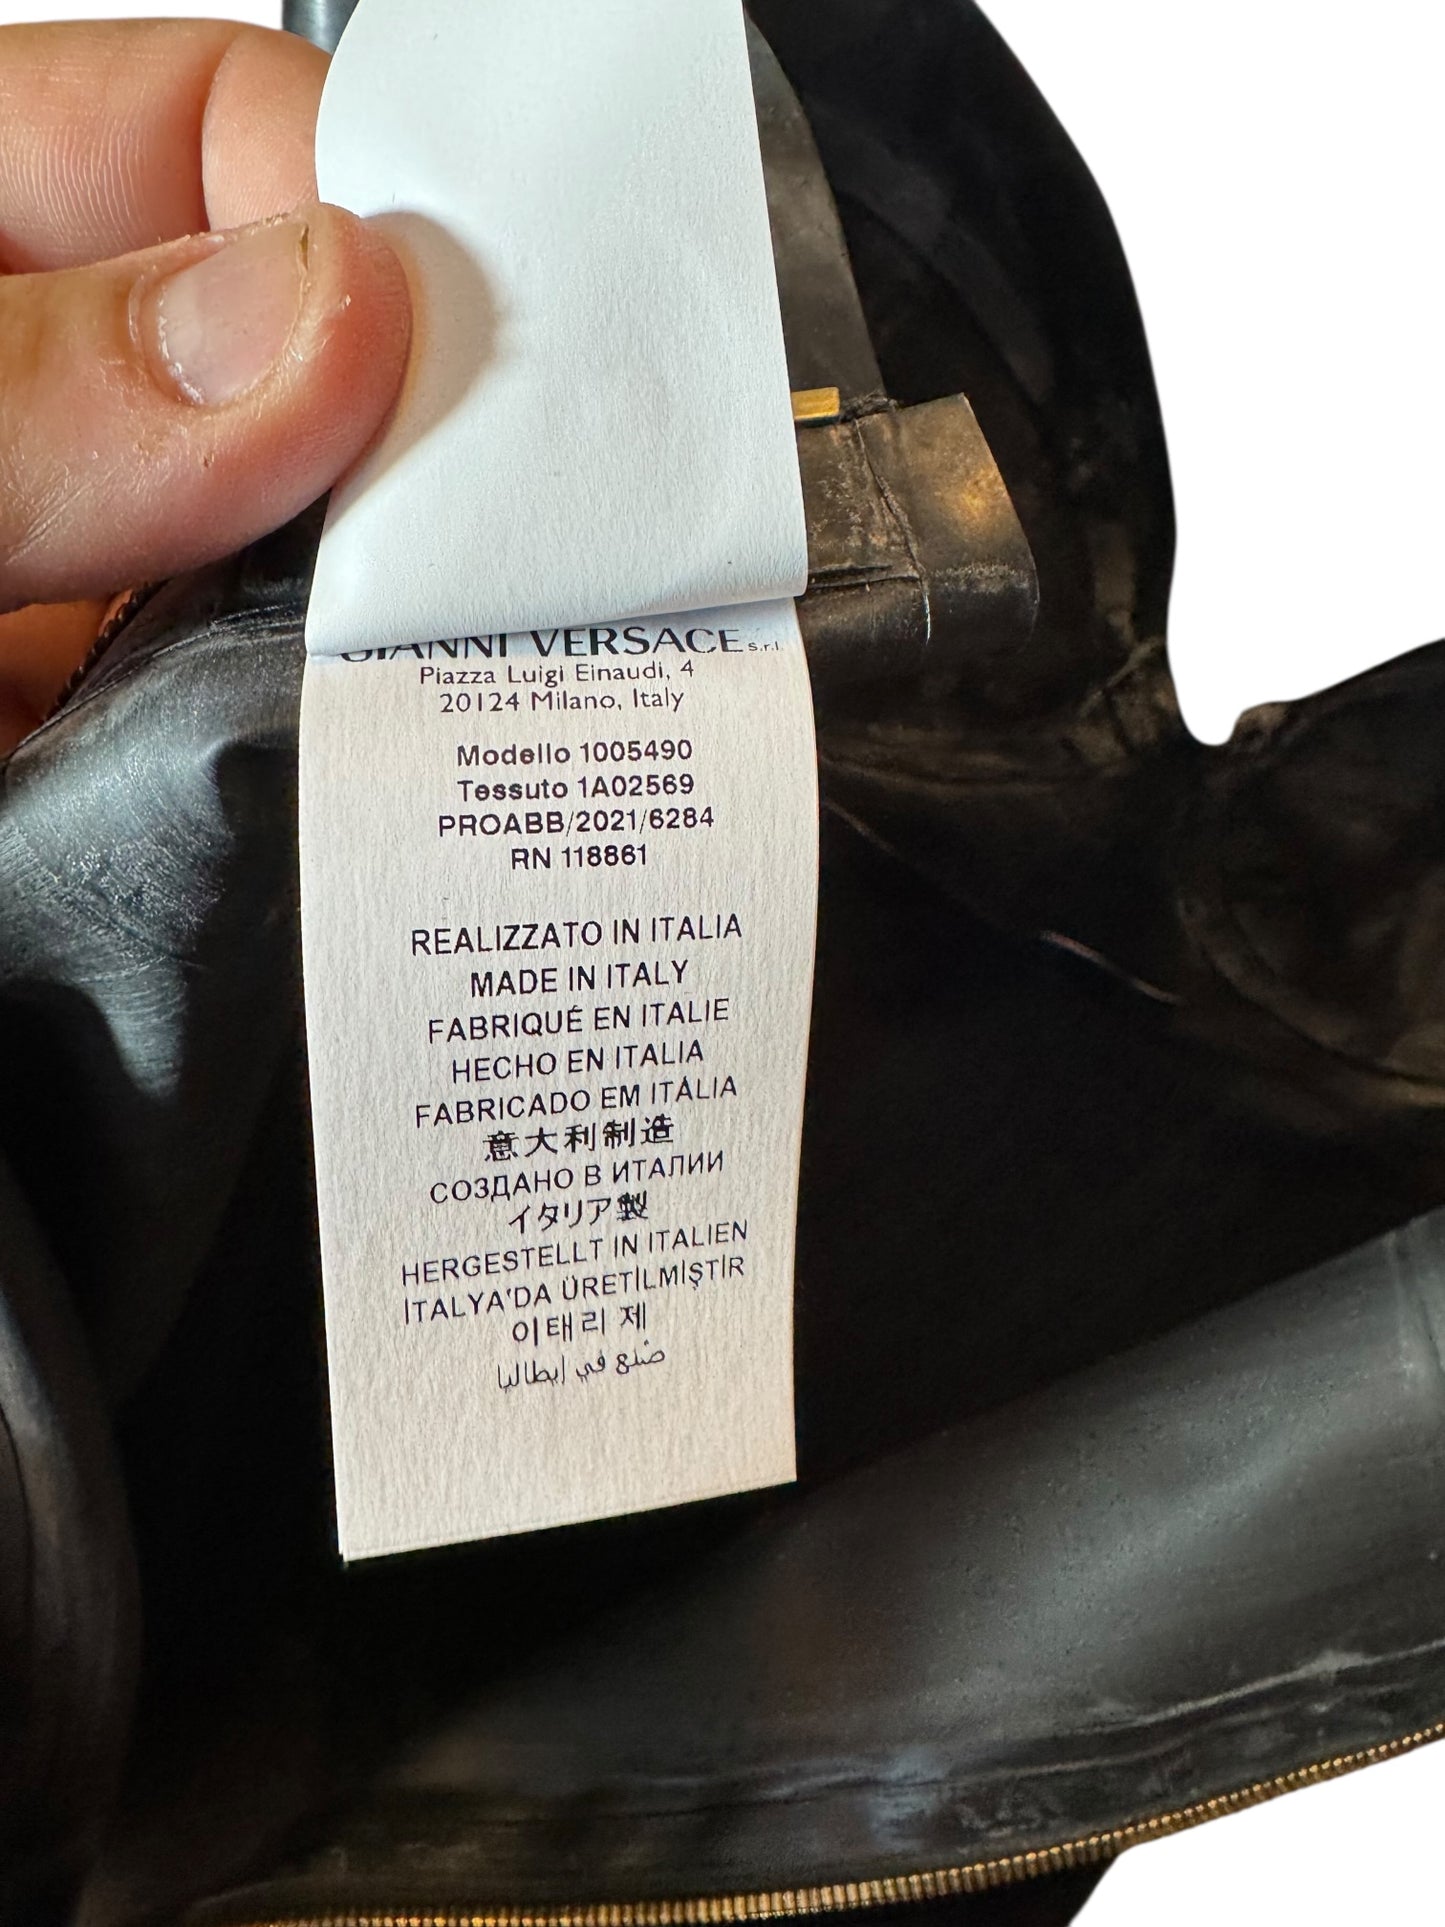 GIANNI VERSACE s.r.l.
Piazza Luigi Einaudi, 4
20124 Milano, Italy
Modello 1005490
Tessuto 1A02569
PROABB/2021/6284
RN 118861
REALIZZATO IN ITALIA
MADE IN ITALY
FABRIQUÉ EN ITALIE
HECHO EN ITALIA
FABRICADO EM ITÁLIA
意大利制造
СОЗДАНО В ИТАЛИИ
イタリア製
HERGESTELLT IN ITALIEN
İTALYA'DA ÜRETİLMİŞTİR
이태리 제
صُنع في إيطاليا